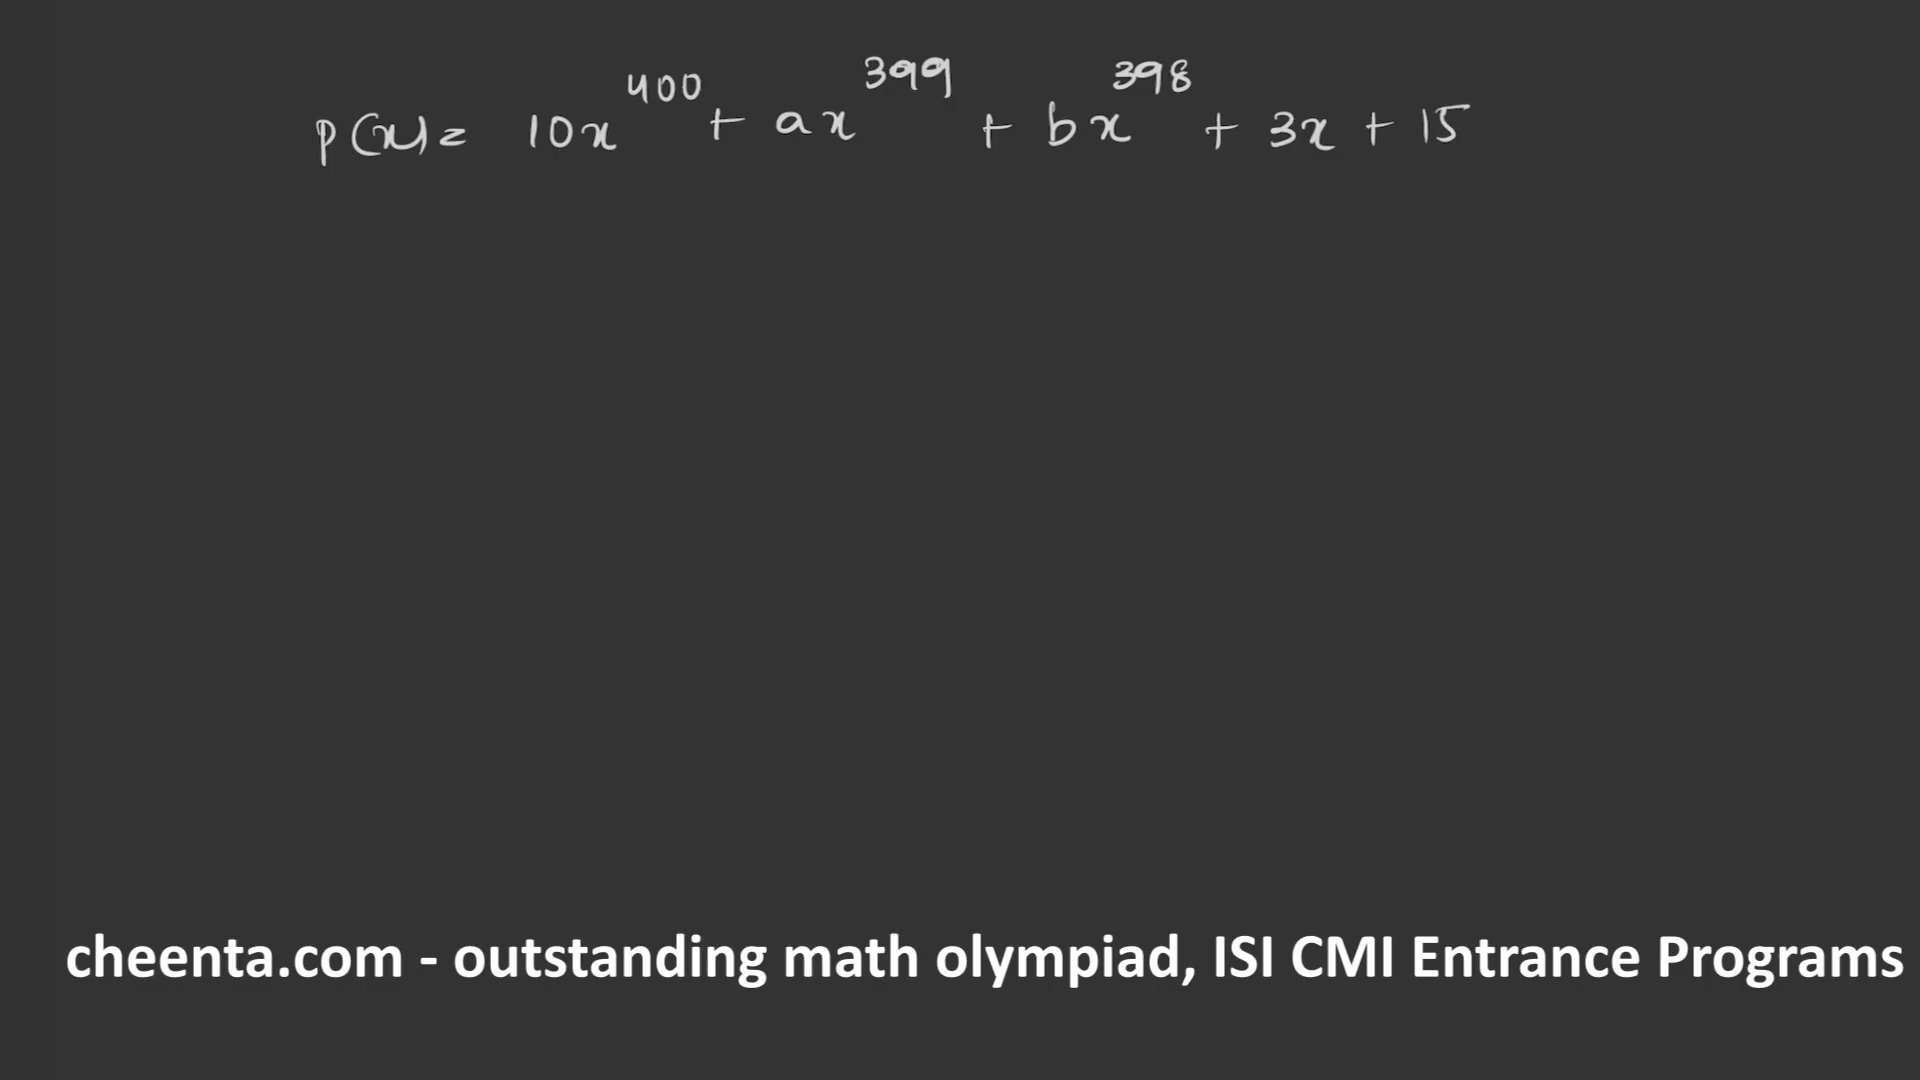 p(x) = 10x^400 + ax^399 + bx^398 + 3x + 15
cheenta.com - outstanding math olympiad, ISI CMI Entrance Programs